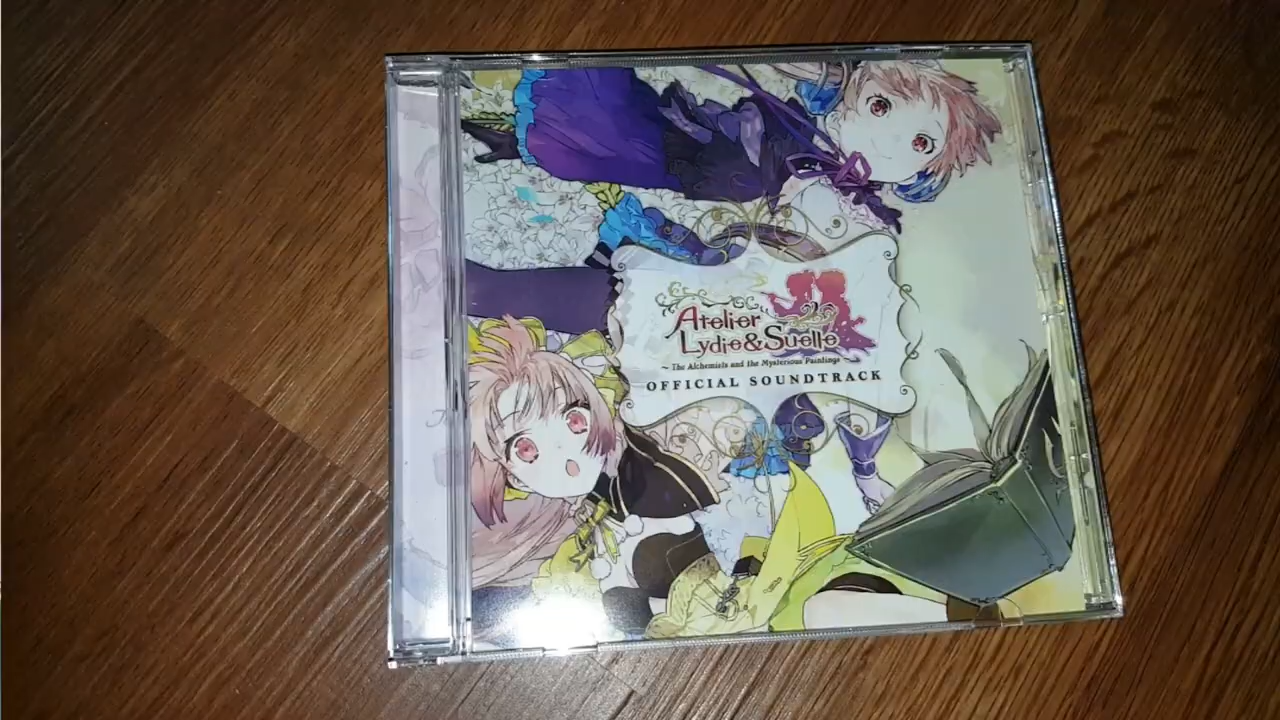 Atelier
Lydie & Suelle
~ The Alchemists and the Mysterious Paintings ~
OFFICIAL SOUNDTRACK